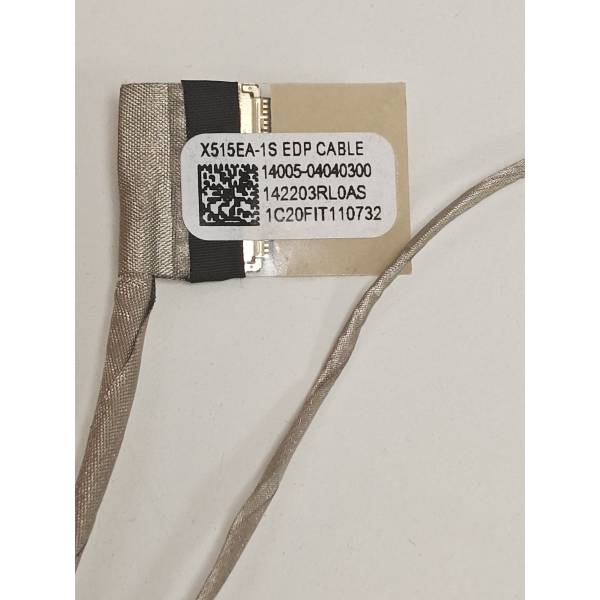 X515EA-1S EDP CABLE
14005-04040300
142203RL0AS
1C20FIT110732